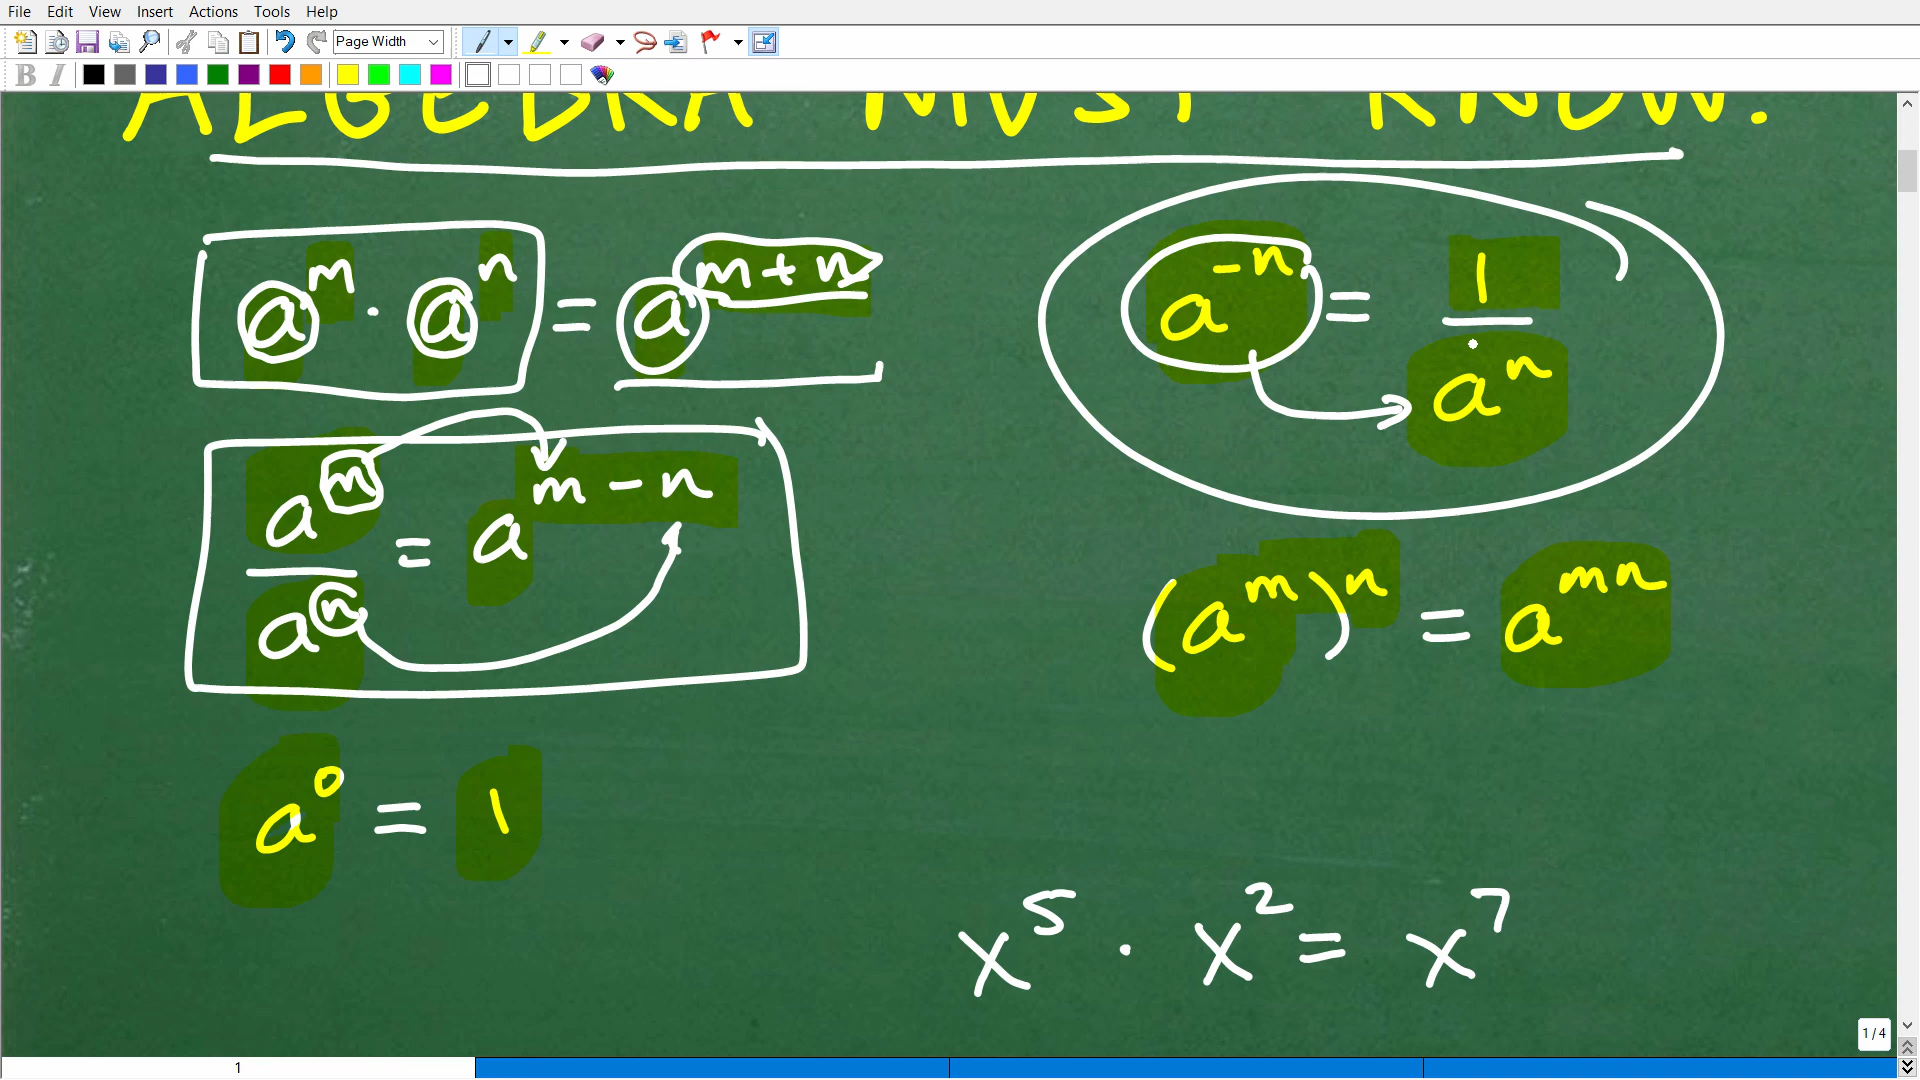 File Edit View Insert Actions Tools Help
Page Width
B I
ALGEBRA MUST KNOW.
a^m · a^n = a^(m+n)
a^-n = 1/a^n
a^m/a^n = a^(m-n)
(a^m)^n = a^mn
a^0 = 1
x^5 · x^2 = x^7
1 / 4
1